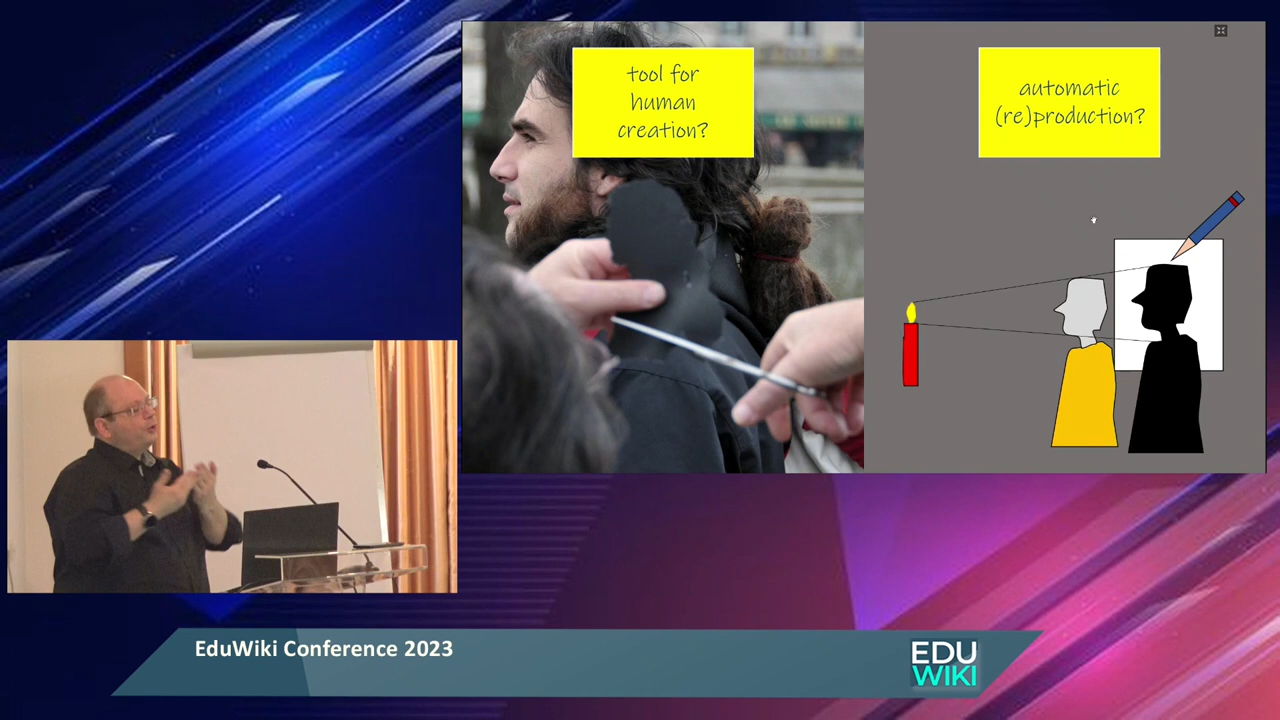 tool for
human
creation?
automatic
(re)production?
EduWiki Conference 2023
EDU
WIKI